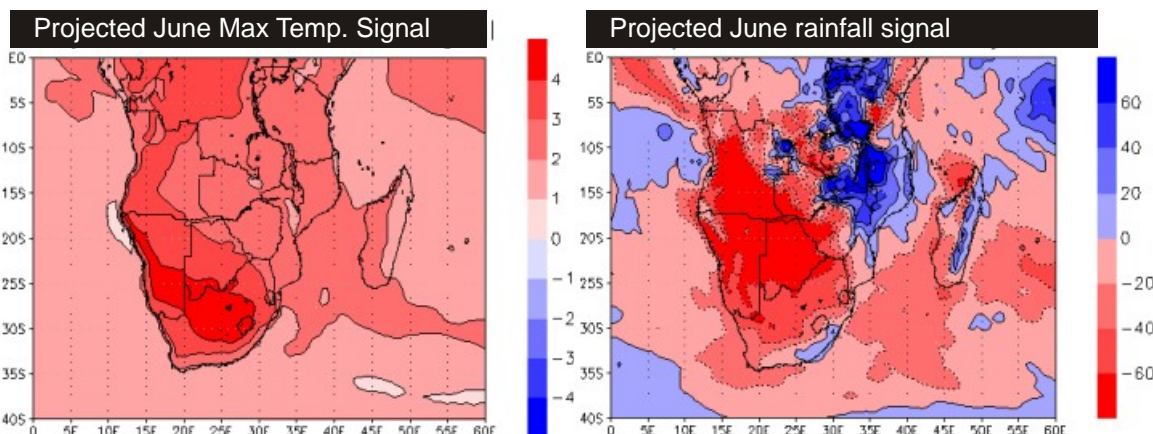 Projected June Max Temp. Signal
Projected June rainfall signal
EQ
5S
10S
15S
20S
25S
30S
35S
40S
0 5E 10E 15E 20E 25E 30E 35E 40E 45E 50E 55E 60E
4
3
2
1
0
-1
-2
-3
-4
EQ
5S
10S
15S
20S
25S
30S
35S
40S
0 5E 10E 15E 20E 25E 30E 35E 40E 45E 50E 55E 60E
60
40
20
0
-20
-40
-60